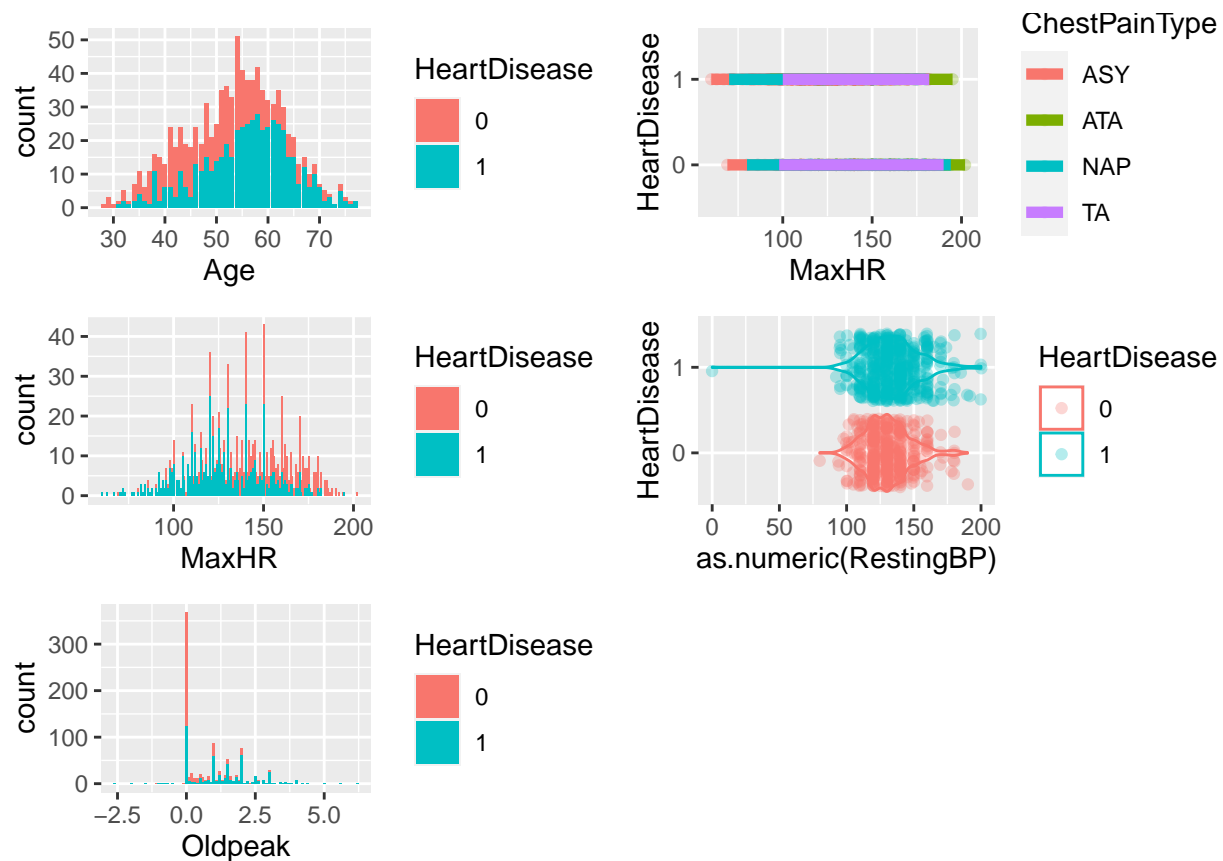 50
40
30
20
10
0
count
30 40 50 60 70
Age
HeartDisease
0
1
HeartDisease
1
0
100 150 200
MaxHR
ChestPainType
ASY
ATA
NAP
TA
40
30
20
10
0
count
100 150 200
MaxHR
HeartDisease
0
1
HeartDisease
1
0
0 50 100 150 200
as.numeric(RestingBP)
HeartDisease
0
1
300
200
100
0
count
−2.5 0.0 2.5 5.0
Oldpeak
HeartDisease
0
1